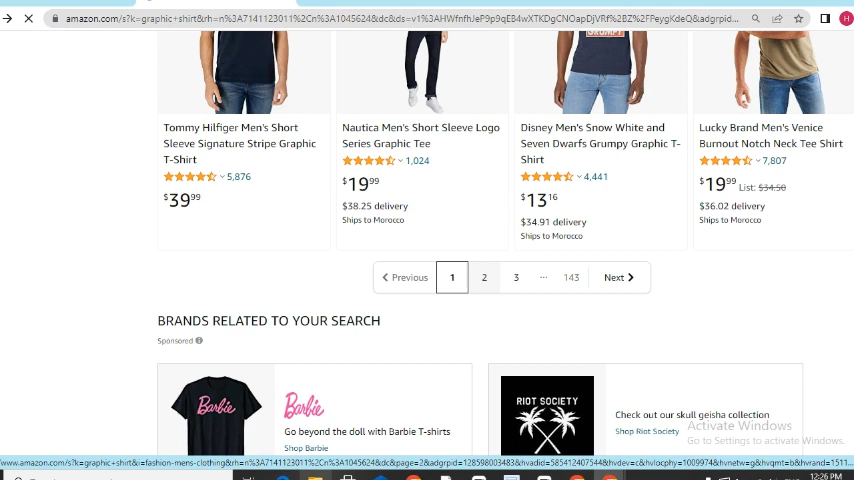 amazon.com/s?k=graphic+shirt&rh=n%3A7141123011%2Cn%3A1045624&dc&ds=v1%3AHWfnfhJeP9p9qEB4wXTKDgCNOapDjVRf%2BZ%2FPeygKdeQ&adgrpid...
H
GRUMPY
Tommy Hilfiger Men's Short
Sleeve Signature Stripe Graphic
T-Shirt
5,876
$39 99
Nautica Men's Short Sleeve Logo
Series Graphic Tee
1,024
$19 99
$38.25 delivery
Ships to Morocco
Disney Men's Snow White and
Seven Dwarfs Grumpy Graphic T-
Shirt
4,441
$13 16
$34.91 delivery
Ships to Morocco
Lucky Brand Men's Venice
Burnout Notch Neck Tee Shirt
7,807
$19 99 List: $34.50
$36.02 delivery
Ships to Morocco
Previous 1 2 3 ... 143 Next
BRANDS RELATED TO YOUR SEARCH
Sponsored
Barbie
Barbie
Go beyond the doll with Barbie T-shirts
Shop Barbie
RIOT SOCIETY
Check out our skull geisha collection
Shop Riot Society
Activate Windows
Go to Settings to activate Windows.
www.amazon.com/s?k=graphic+shirt&i=fashion-mens-clothing&rh=n%3A7141123011%2Cn%3A1045624&dc&page=2&adgrpid=128598003483&hvadid=585412407544&hvdev=c&hvlocphy=1009974&hvnetw=g&hvqmt=b&hvrand=1511...
12:26 PM